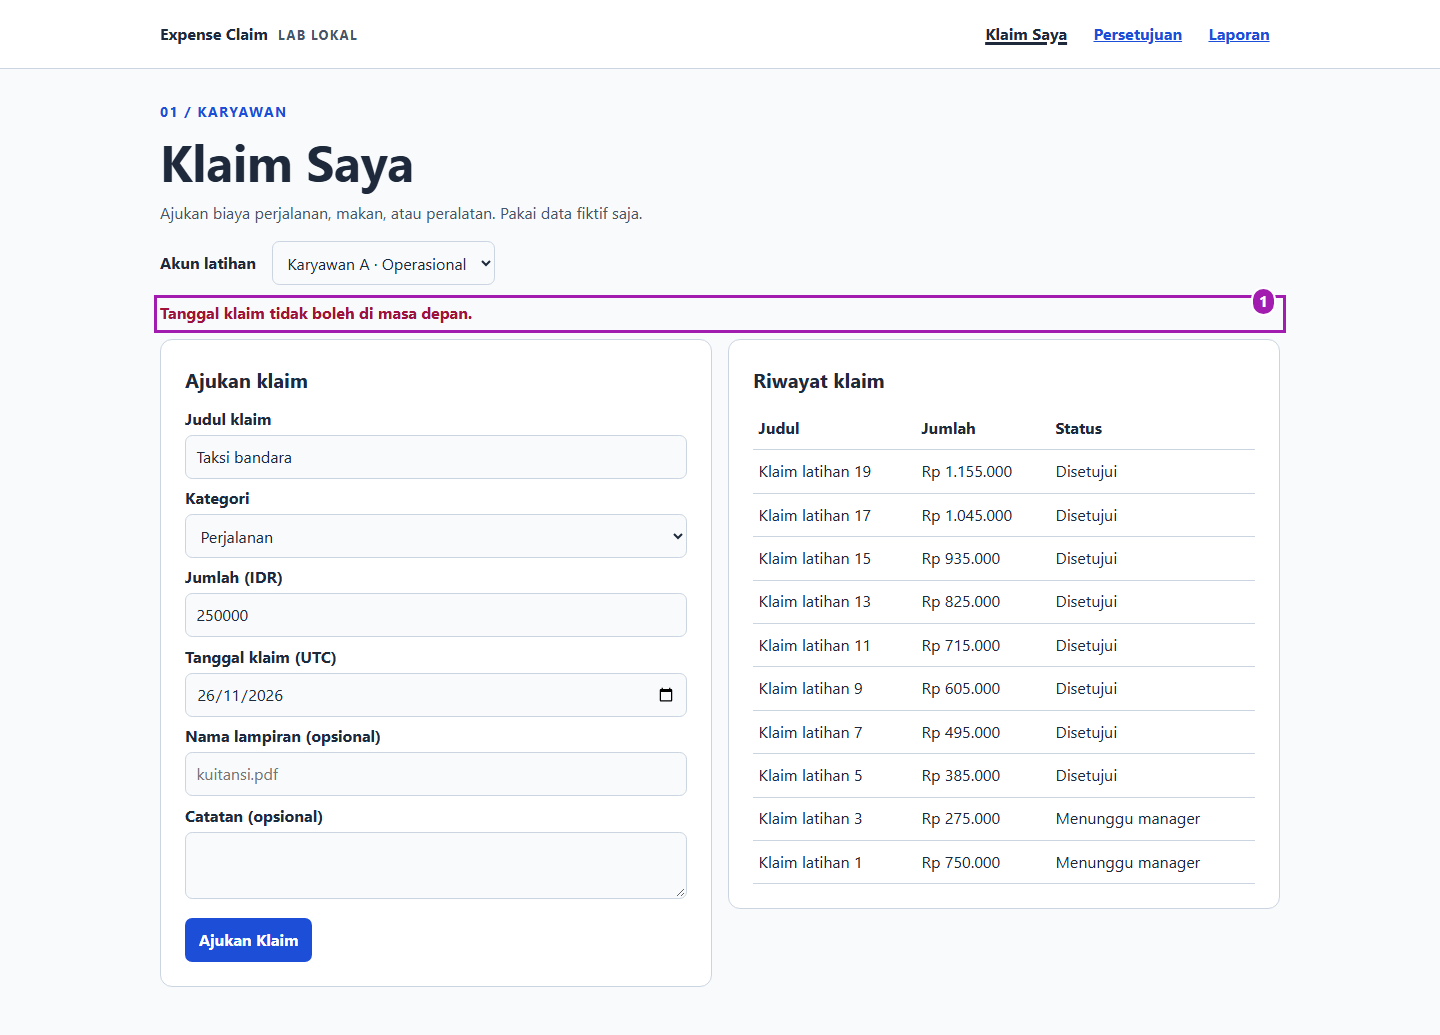 Expense Claim LAB LOKAL
Klaim Saya Persetujuan Laporan
01 / KARYAWAN
Klaim Saya
Ajukan biaya perjalanan, makan, atau peralatan. Pakai data fiktif saja.
Akun latihan Karyawan A · Operasional
1
Tanggal klaim tidak boleh di masa depan.
Ajukan klaim
Judul klaim
Taksi bandara
Kategori
Perjalanan
Jumlah (IDR)
250000
Tanggal klaim (UTC)
26/11/2026
Nama lampiran (opsional)
kuitansi.pdf
Catatan (opsional)
Ajukan Klaim
Riwayat klaim
Judul Jumlah Status
Klaim latihan 19 Rp 1.155.000 Disetujui
Klaim latihan 17 Rp 1.045.000 Disetujui
Klaim latihan 15 Rp 935.000 Disetujui
Klaim latihan 13 Rp 825.000 Disetujui
Klaim latihan 11 Rp 715.000 Disetujui
Klaim latihan 9 Rp 605.000 Disetujui
Klaim latihan 7 Rp 495.000 Disetujui
Klaim latihan 5 Rp 385.000 Disetujui
Klaim latihan 3 Rp 275.000 Menunggu manager
Klaim latihan 1 Rp 750.000 Menunggu manager